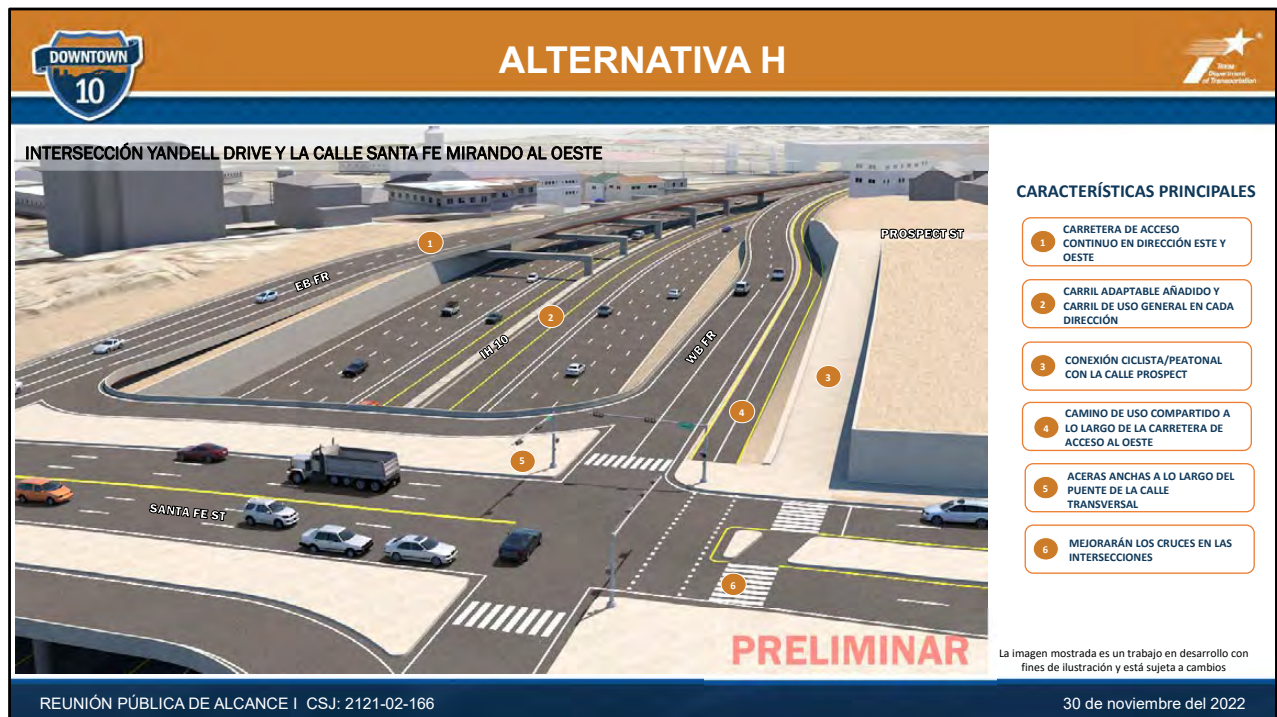 DOWNTOWN
10
ALTERNATIVA H
Texas
Department
of Transportation
INTERSECCIÓN YANDELL DRIVE Y LA CALLE SANTA FE MIRANDO AL OESTE
PROSPECT ST
EB FR
IH 10
WB FR
SANTA FE ST
1
2
3
4
5
6
PRELIMINAR
CARACTERÍSTICAS PRINCIPALES
1
CARRETERA DE ACCESO
CONTINUO EN DIRECCIÓN ESTE Y
OESTE
2
CARRIL ADAPTABLE AÑADIDO Y
CARRIL DE USO GENERAL EN CADA
DIRECCIÓN
3
CONEXIÓN CICLISTA/PEATONAL
CON LA CALLE PROSPECT
4
CAMINO DE USO COMPARTIDO A
LO LARGO DE LA CARRETERA DE
ACCESO AL OESTE
5
ACERAS ANCHAS A LO LARGO DEL
PUENTE DE LA CALLE
TRANSVERSAL
6
MEJORARÁN LOS CRUCES EN LAS
INTERSECCIONES
La imagen mostrada es un trabajo en desarrollo con
fines de ilustración y está sujeta a cambios
REUNIÓN PÚBLICA DE ALCANCE I CSJ: 2121-02-166
30 de noviembre del 2022